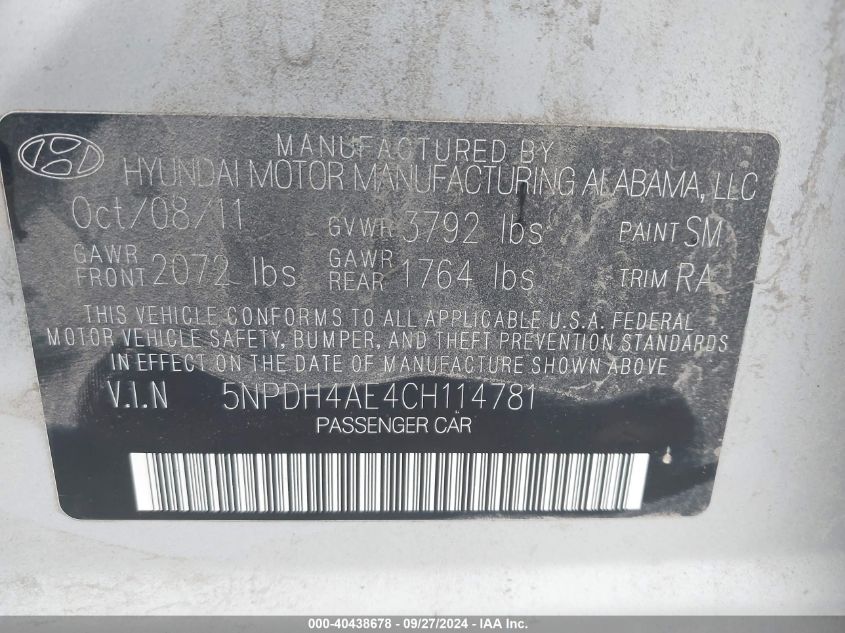 MANUFACTURED BY
HYUNDAI MOTOR MANUFACTURING ALABAMA, LLC
Oct/08/11 GVWR 3792 lbs PAINT SM
GAWR FRONT 2072 lbs GAWR REAR 1764 lbs TRIM RA
THIS VEHICLE CONFORMS TO ALL APPLICABLE U.S.A. FEDERAL
MOTOR VEHICLE SAFETY, BUMPER, AND THEFT PREVENTION STANDARDS
IN EFFECT ON THE DATE OF MANUFACTURE SHOWN ABOVE
V.I.N 5NPDH4AE4CH114781
PASSENGER CAR
000-40438678 - 09/27/2024 - IAA Inc.